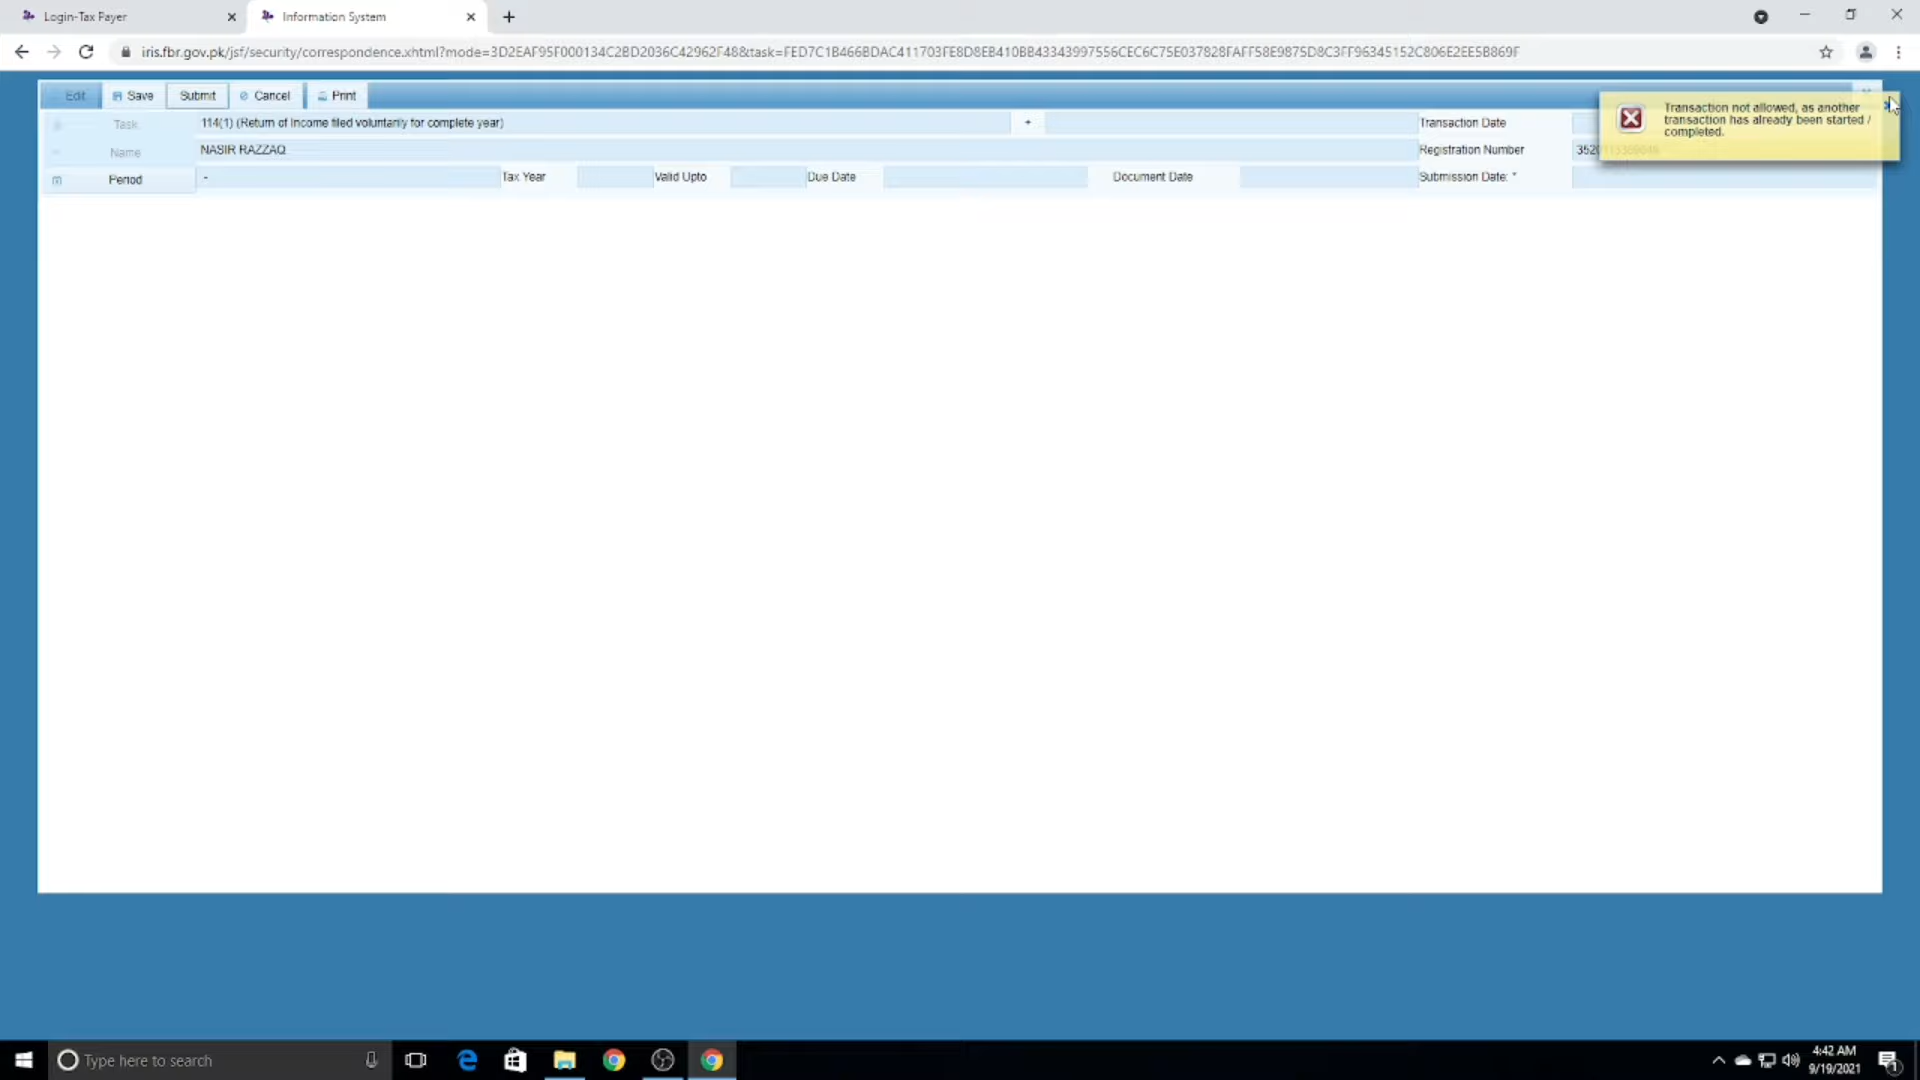 Login-Tax Payer
Information System
iris.fbr.gov.pk/jsf/security/correspondence.xhtml?mode=3D2EAF95F000134C2BD2036C42962F48&task=FED7C1B466BDAC411703FE8D8EB410BB43343997556CEC6C75E037828FAFF58E9875D8C3FF96345152C806E2EE5B869F
Edit Save Submit Cancel Print
Task 114(1) (Return of Income filed voluntarily for complete year) + Transaction Date
Transaction not allowed, as another
transaction has already been started /
completed.
Name NASIR RAZZAQ Registration Number
Period - Tax Year Valid Upto Due Date Document Date Submission Date: *
Type here to search
4:42 AM
9/19/2021
1